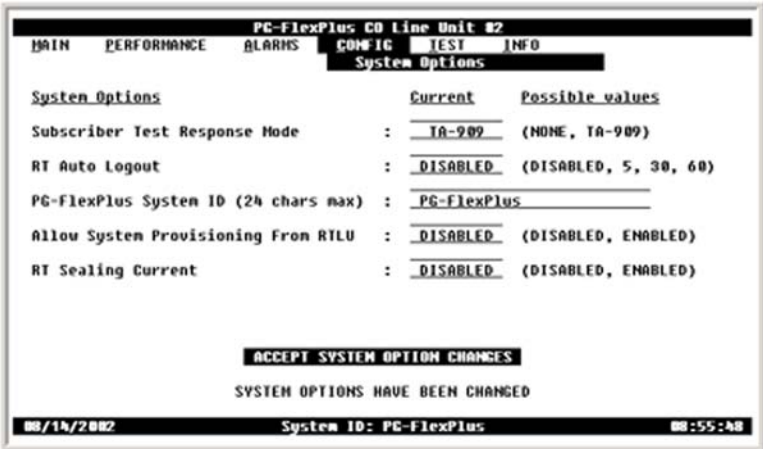 PG-FlexPlus CO Line Unit #2
MAIN PERFORMANCE ALARMS CONFIG TEST INFO
System Options
System Options Current Possible values
Subscriber Test Response Mode : TA-909 (NONE, TA-909)
RT Auto Logout : DISABLED (DISABLED, 5, 30, 60)
PG-FlexPlus System ID (24 chars max) : PG-FlexPlus
Allow System Provisioning From RTLU : DISABLED (DISABLED, ENABLED)
RT Sealing Current : DISABLED (DISABLED, ENABLED)
ACCEPT SYSTEM OPTION CHANGES
SYSTEM OPTIONS HAVE BEEN CHANGED
08/14/2002 System ID: PG-FlexPlus 08:55:48